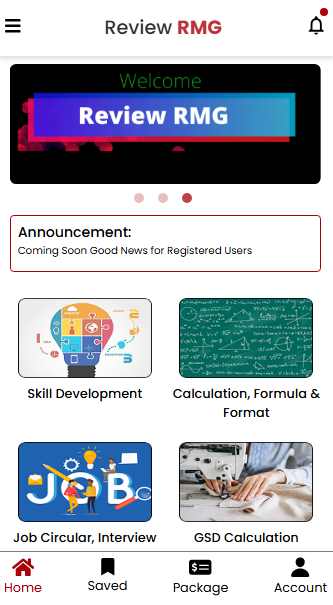 Review RMG
Welcome
Review RMG
Announcement:
Coming Soon Good News for Registered Users
Skill Development
Calculation, Formula &
Format
JOB
Job Circular, Interview
GSD Calculation
Home
Saved
Package
Account